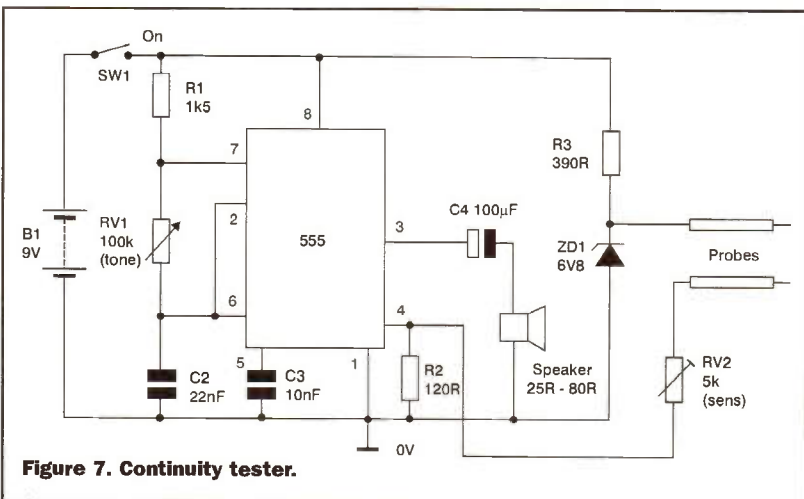 On
SW1
R1
1k5
8
7
R3
390R
B1
9V
RV1
100k
(tone)
2
555
3
C4 100µF
ZD1
6V8
Probes
6
4
5
1
C2
22nF
C3
10nF
R2
120R
Speaker
25R - 80R
RV2
5k
(sens)
0V
Figure 7. Continuity tester.